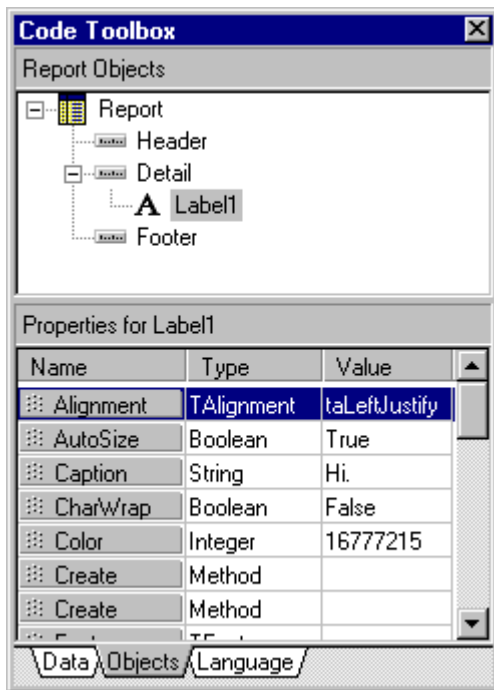 Code Toolbox
Report Objects
Report
Header
Detail
A Label1
Footer
Properties for Label1
Name Type Value
Alignment TAlignment taLeftJustify
AutoSize Boolean True
Caption String Hi.
CharWrap Boolean False
Color Integer 16777215
Create Method
Create Method
Data Objects Language